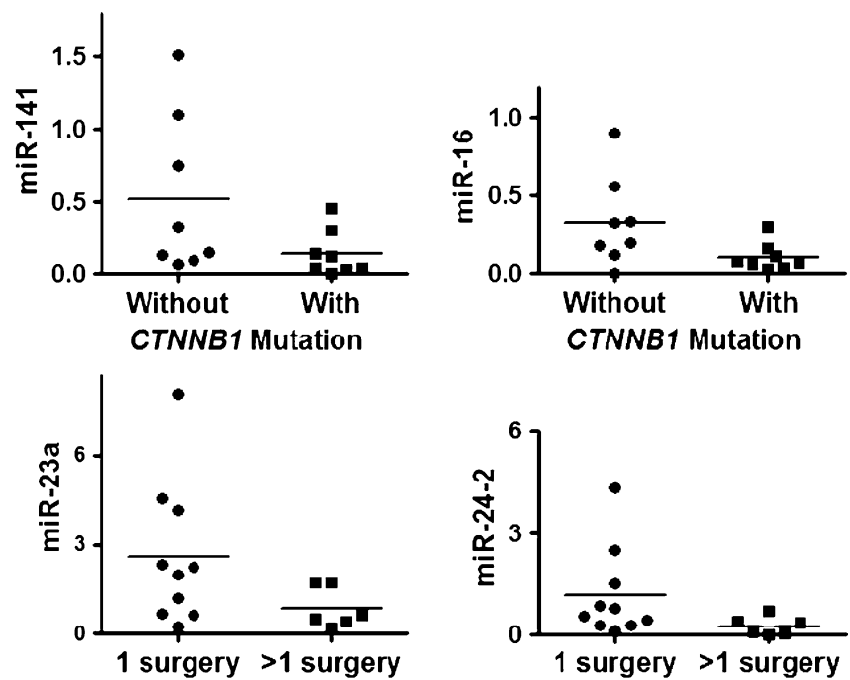 miR-141
1.5
1.0
0.5
0.0
Without With
CTNNB1 Mutation
miR-16
1.0
0.5
0.0
Without With
CTNNB1 Mutation
miR-23a
6
3
0
1 surgery >1 surgery
miR-24-2
6
3
0
1 surgery >1 surgery